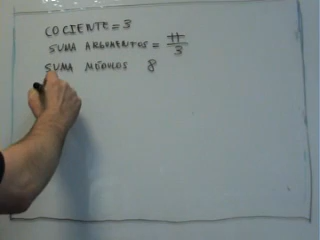 COCIENTE = 3
SUMA ARGUMENTOS = π/3
SUMA MÓDULOS 8